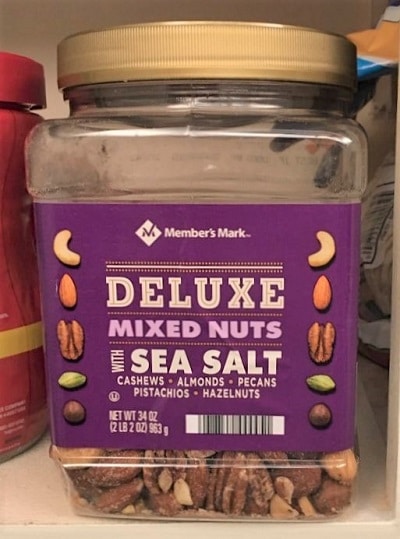 Member's Mark™
DELUXE
MIXED NUTS
WITH SEA SALT
CASHEWS • ALMONDS • PECANS
PISTACHIOS • HAZELNUTS
NET WT 34 OZ
(2 LB 2 OZ) 963 g